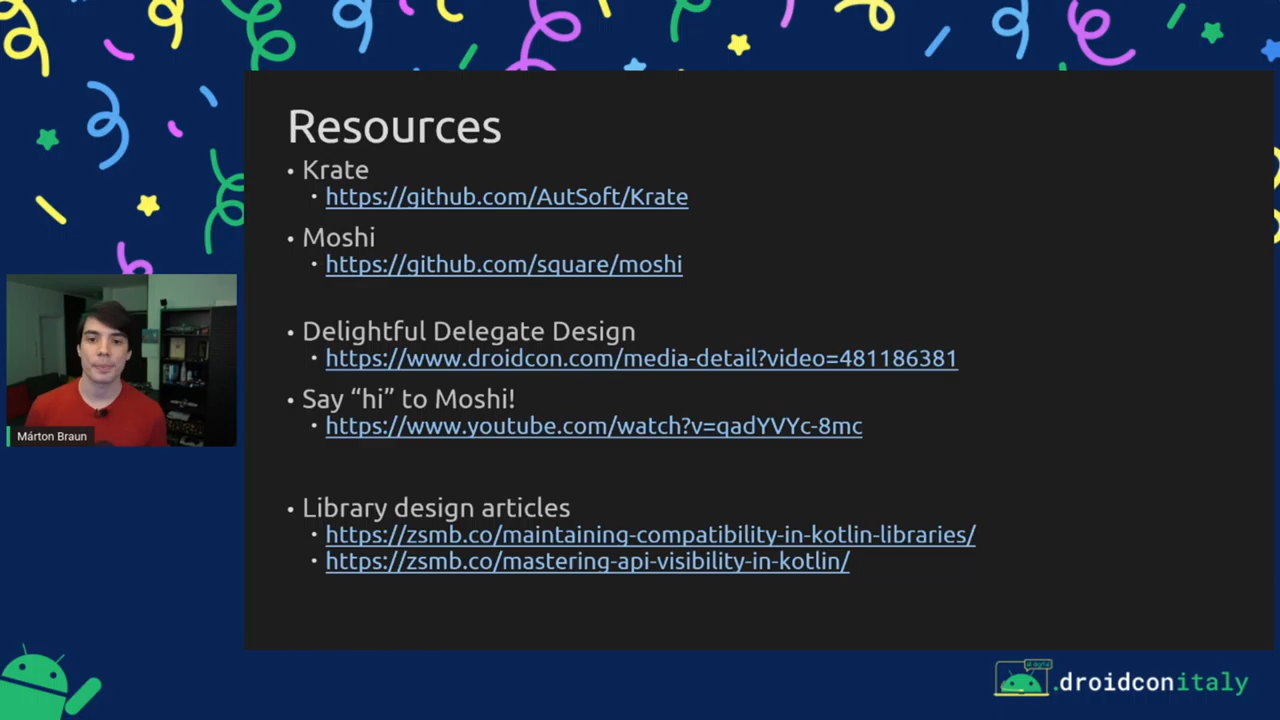 Resources
• Krate
• https://github.com/AutSoft/Krate
• Moshi
• https://github.com/square/moshi
• Delightful Delegate Design
• https://www.droidcon.com/media-detail?video=481186381
• Say “hi” to Moshi!
• https://www.youtube.com/watch?v=qadYVYc-8mc
• Library design articles
• https://zsmb.co/maintaining-compatibility-in-kotlin-libraries/
• https://zsmb.co/mastering-api-visibility-in-kotlin/
Márton Braun
.droidconitaly